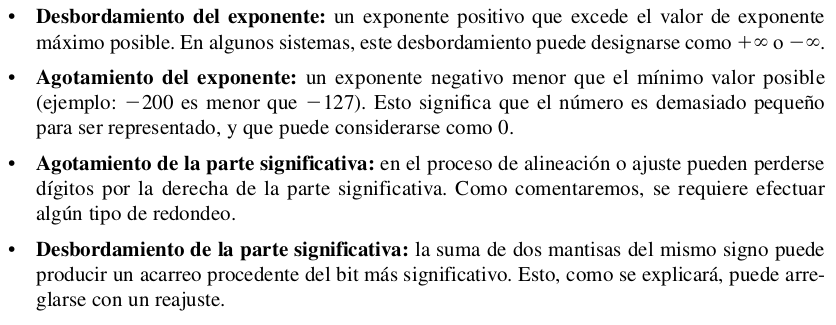 • Desbordamiento del exponente: un exponente positivo que excede el valor de exponente
máximo posible. En algunos sistemas, este desbordamiento puede designarse como +∞ o −∞.
• Agotamiento del exponente: un exponente negativo menor que el mínimo valor posible
(ejemplo: −200 es menor que −127). Esto significa que el número es demasiado pequeño
para ser representado, y que puede considerarse como 0.
• Agotamiento de la parte significativa: en el proceso de alineación o ajuste pueden perderse
dígitos por la derecha de la parte significativa. Como comentaremos, se requiere efectuar
algún tipo de redondeo.
• Desbordamiento de la parte significativa: la suma de dos mantisas del mismo signo puede
producir un acarreo procedente del bit más significativo. Esto, como se explicará, puede arre-
glarse con un reajuste.